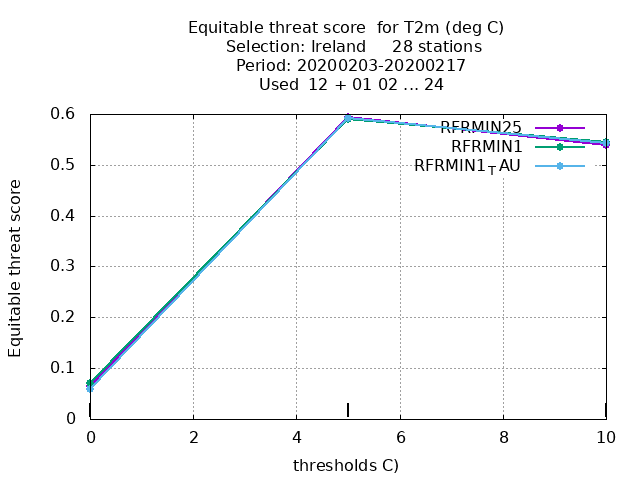 Equitable threat score for T2m (deg C)
Selection: Ireland 28 stations
Period: 20200203-20200217
Used 12 + 01 02 ... 24
Equitable threat score
0.6
0.5
0.4
0.3
0.2
0.1
0
RFRMIN25
RFRMIN1
RFRMIN1TAU
0 2 4 6 8 10
thresholds C)